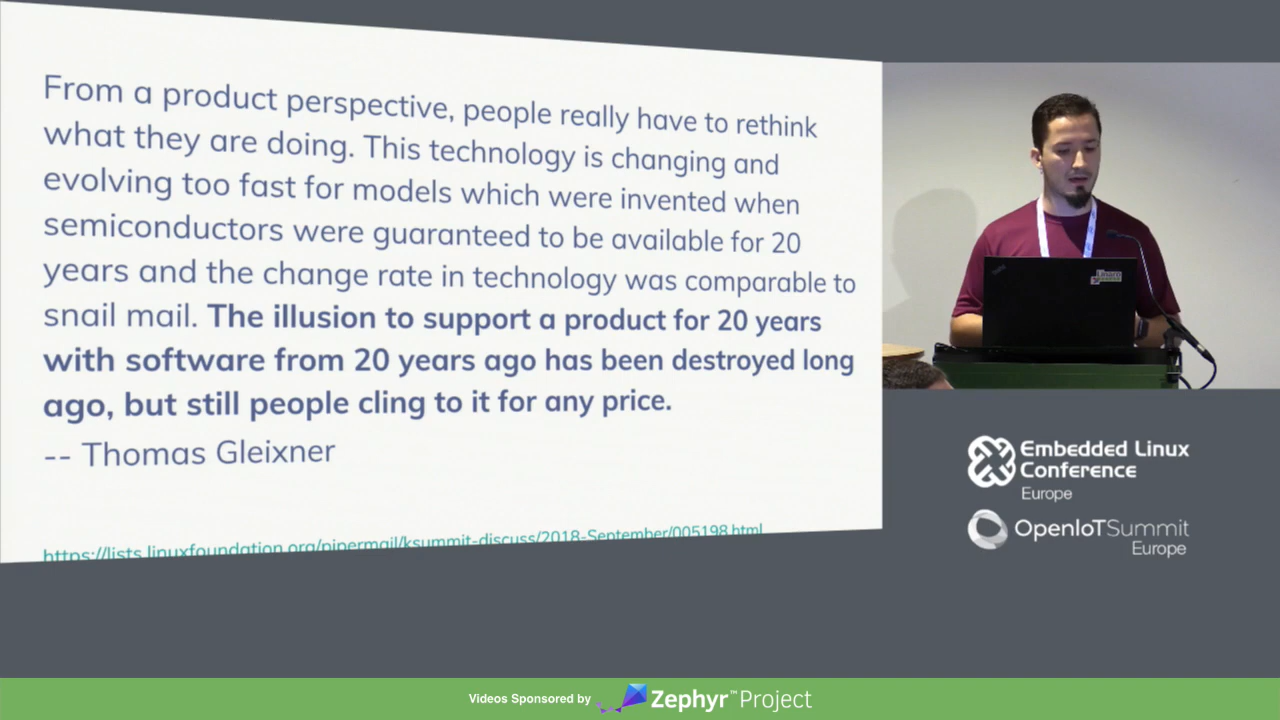 From a product perspective, people really have to rethink
what they are doing. This technology is changing and
evolving too fast for models which were invented when
semiconductors were guaranteed to be available for 20
years and the change rate in technology was comparable to
snail mail. The illusion to support a product for 20 years
with software from 20 years ago has been destroyed long
ago, but still people cling to it for any price.
-- Thomas Gleixner
https://lists.linuxfoundation.org/pipermail/ksummit-discuss/2018-September/005198.html
Embedded Linux
Conference
Europe
OpenIoTSummit
Europe
Videos Sponsored by
Zephyr™Project